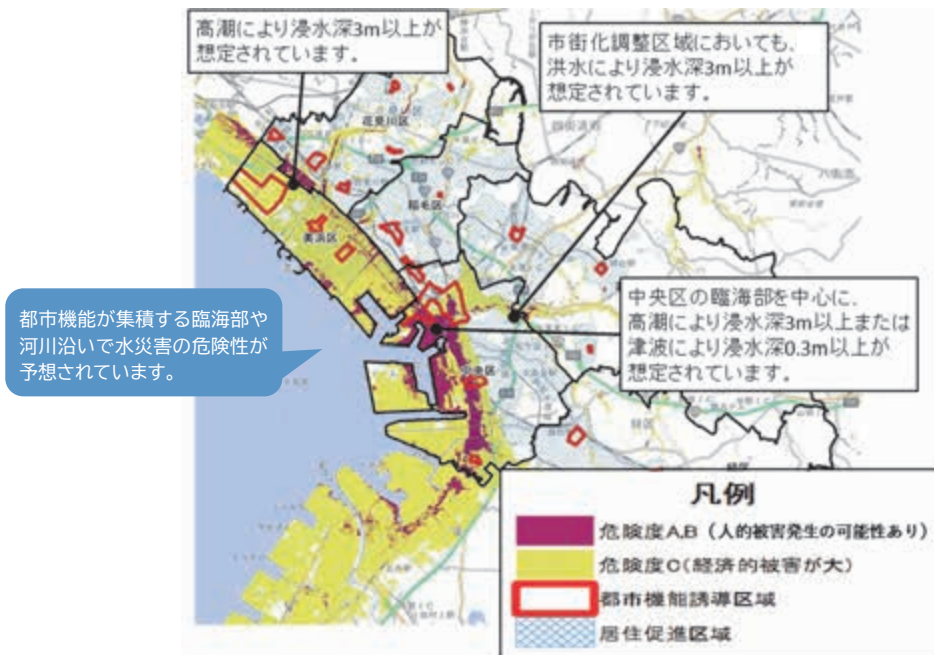 高潮により浸水深3m以上が
想定されています。
市街化調整区域においても、
洪水により浸水深3m以上が
想定されています。
花見川区
四街道市
稲毛区
美浜区
中央区の臨海部を中心に、
高潮により浸水深3m以上または
津波により浸水深0.3m以上が
想定されています。
都市機能が集積する臨海部や
河川沿いで水災害の危険性が
予想されています。
中央区
緑区
凡例
危険度A,B（人的被害発生の可能性あり）
危険度C(経済的被害が大)
都市機能誘導区域
居住促進区域